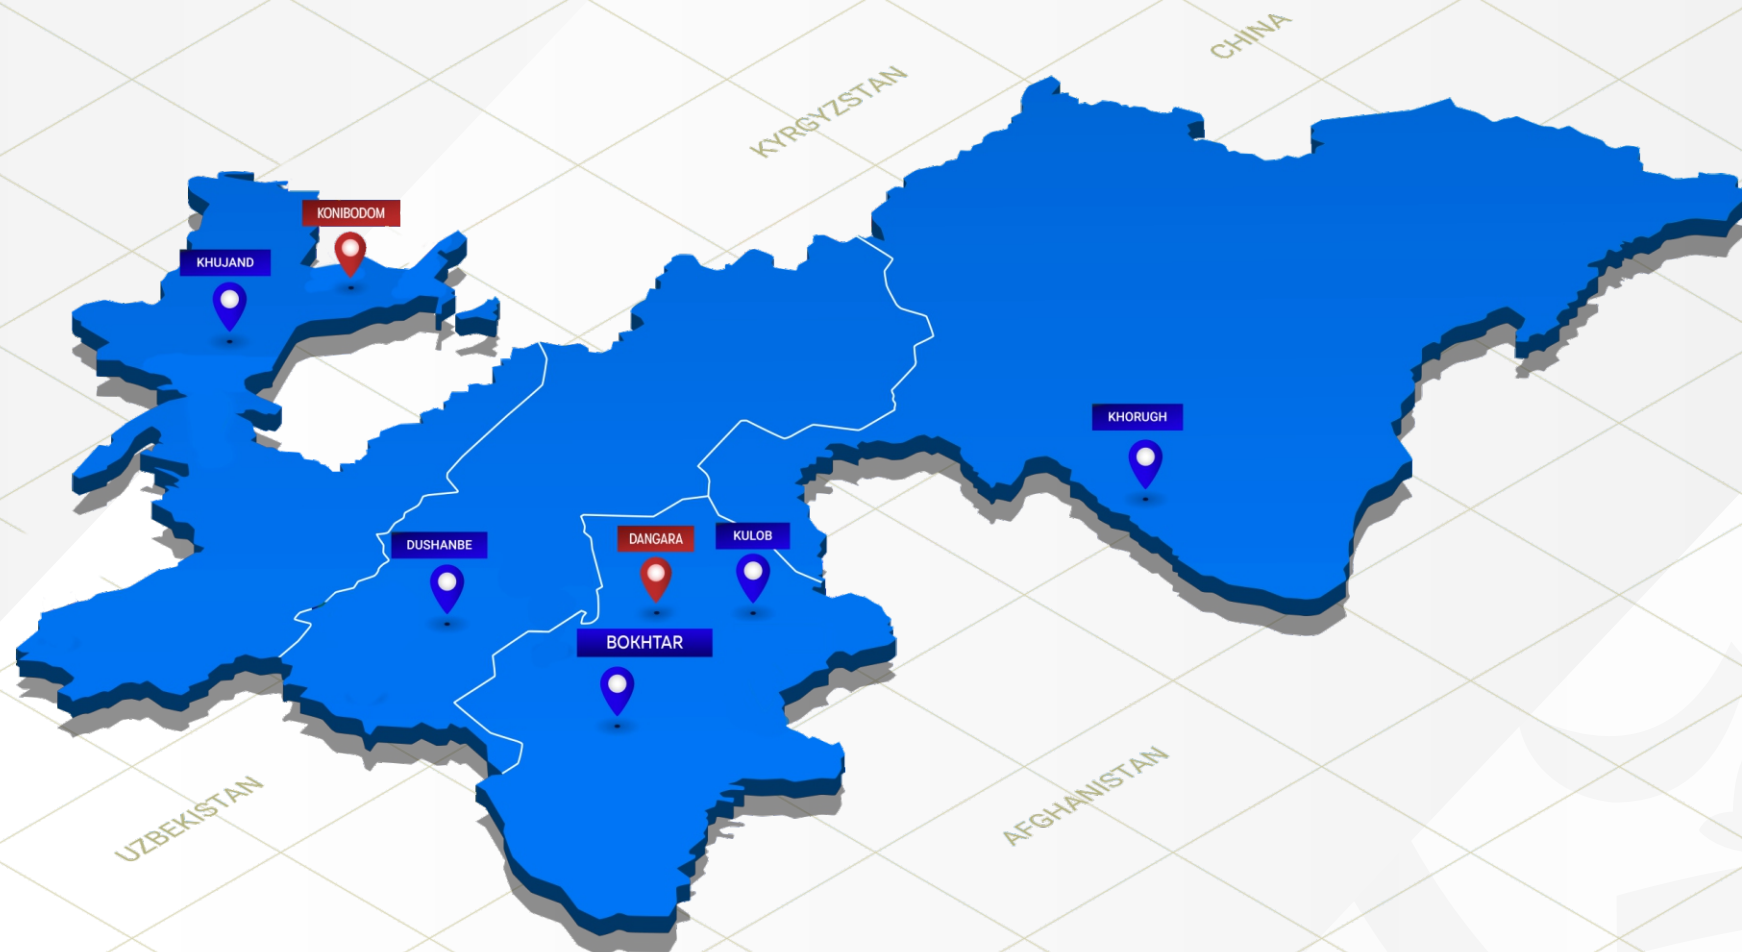 CHINA
KYRGYZSTAN
KONIBODOM
KHUJAND
KHORUGH
KULOB
DANGARA
DUSHANBE
BOKHTAR
UZBEKISTAN
AFGHANISTAN